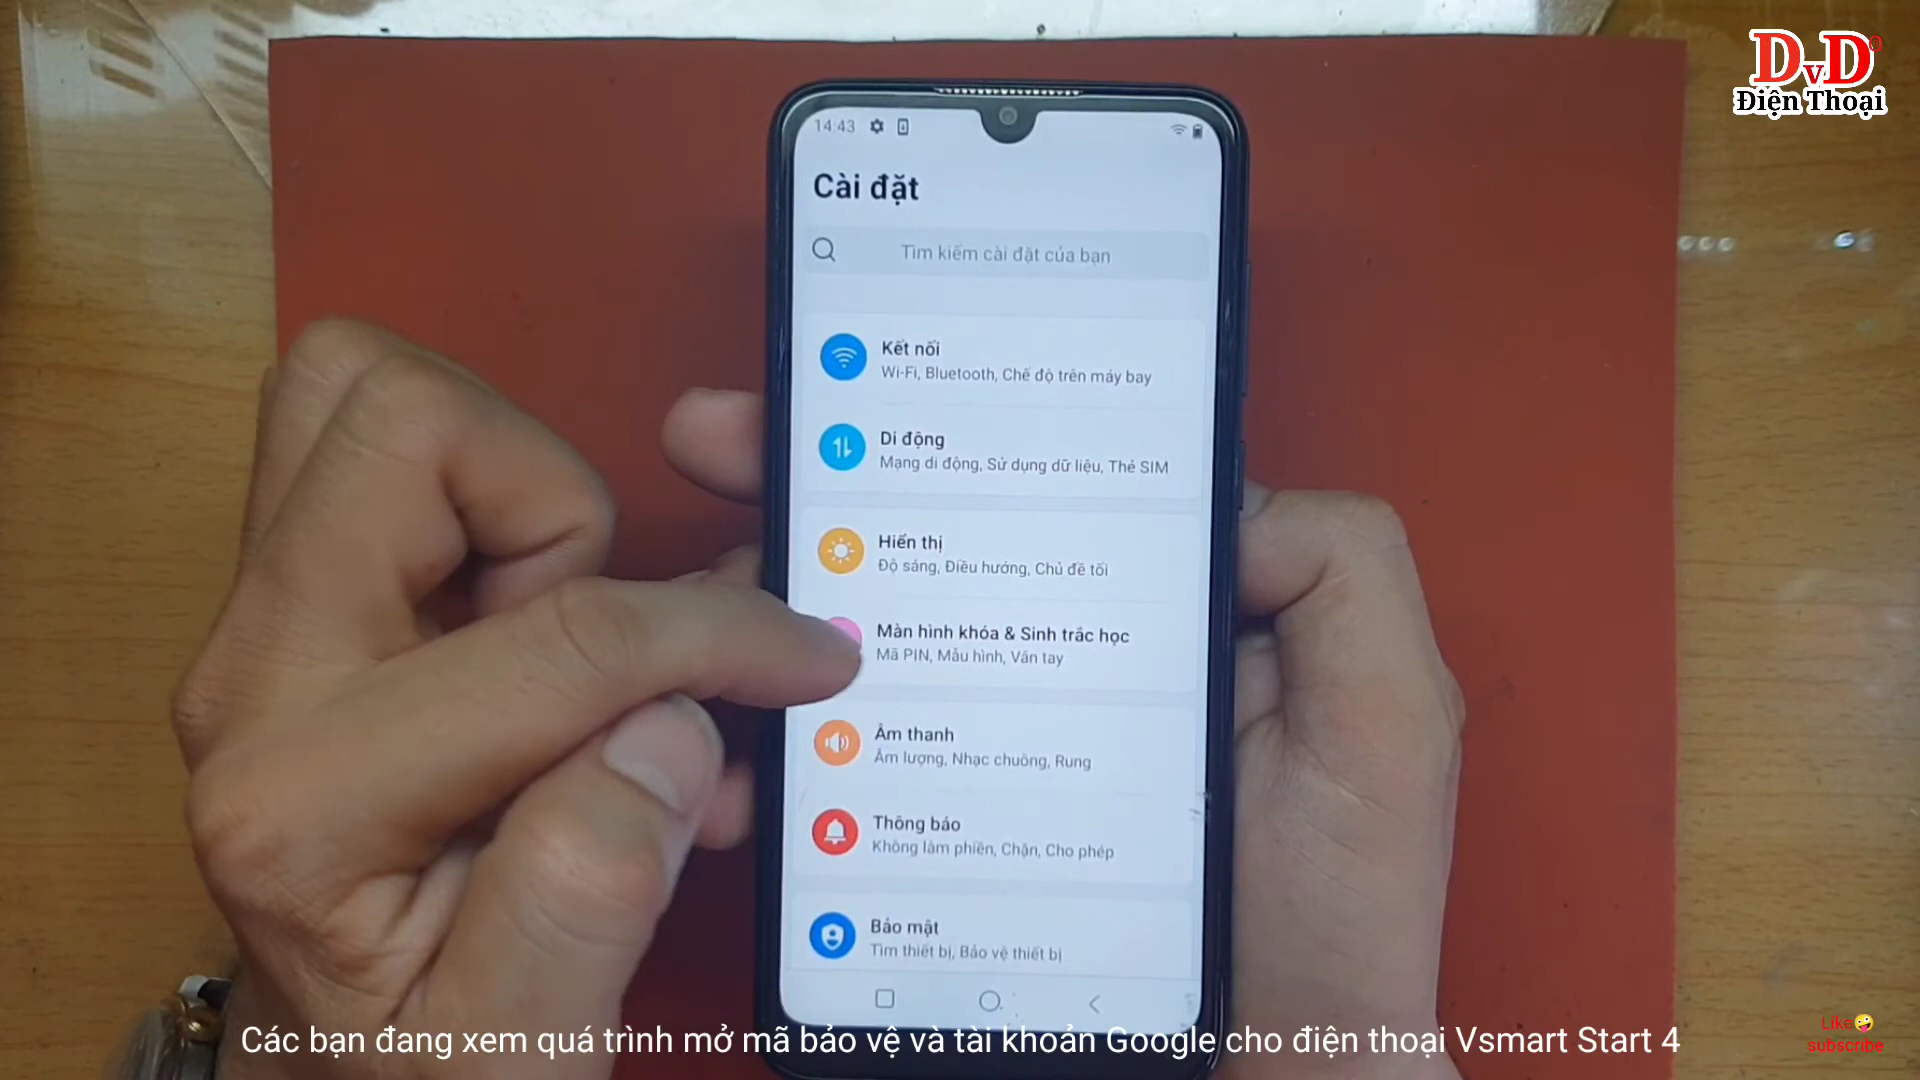 DvD®
Điện Thoại
14:43
Cài đặt
Tìm kiếm cài đặt của bạn
Kết nối
Wi-Fi, Bluetooth, Chế độ trên máy bay
Di động
Mạng di động, Sử dụng dữ liệu, Thẻ SIM
Hiển thị
Độ sáng, Điều hướng, Chủ đề tối
Màn hình khóa & Sinh trắc học
Mã PIN, Mẫu hình, Vân tay
Âm thanh
Âm lượng, Nhạc chuông, Rung
Thông báo
Không làm phiền, Chặn, Cho phép
Bảo mật
Tìm thiết bị, Bảo vệ thiết bị
Các bạn đang xem quá trình mở mã bảo vệ và tài khoản Google cho điện thoại Vsmart Start 4
Like
subscribe